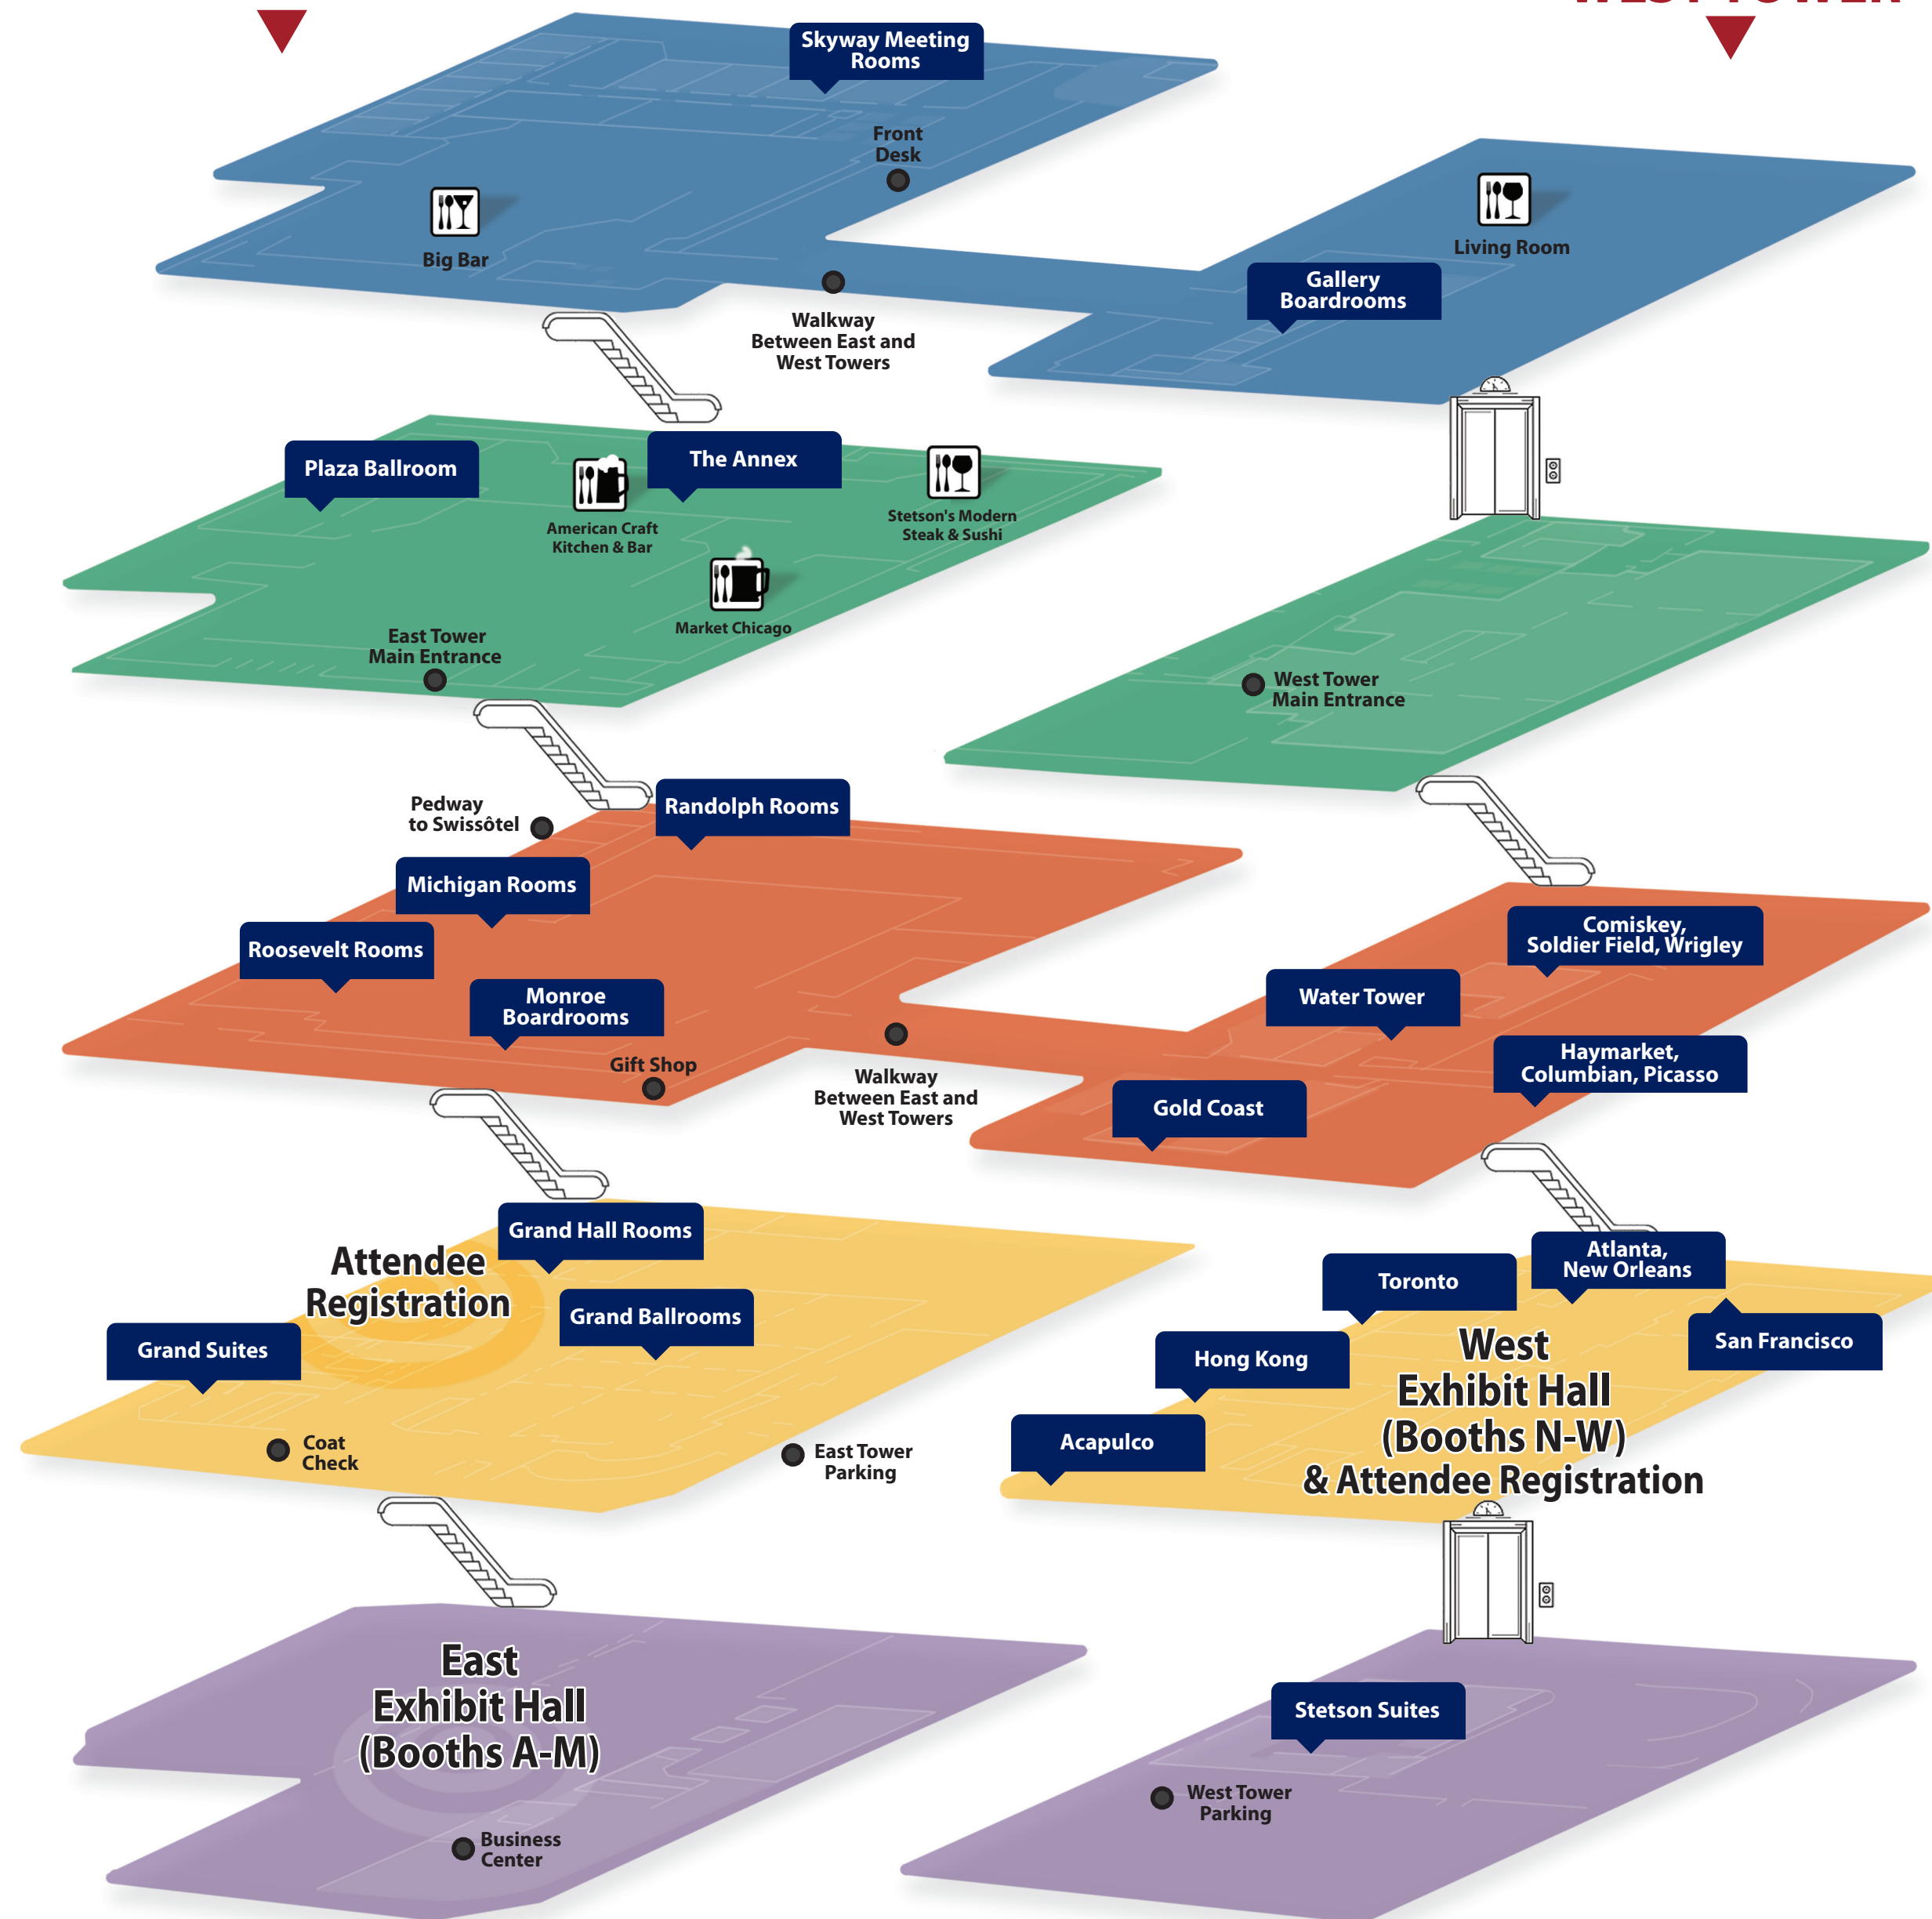 WEST TOWER
Skyway Meeting
Rooms
Front
Desk
Big Bar
Living Room
Gallery
Boardrooms
Walkway
Between East and
West Towers
Plaza Ballroom
The Annex
American Craft
Kitchen & Bar
Stetson's Modern
Steak & Sushi
Market Chicago
East Tower
Main Entrance
West Tower
Main Entrance
Pedway
to Swissôtel
Randolph Rooms
Michigan Rooms
Roosevelt Rooms
Monroe
Boardrooms
Gift Shop
Walkway
Between East and
West Towers
Comiskey,
Soldier Field, Wrigley
Water Tower
Haymarket,
Columbian, Picasso
Gold Coast
Grand Hall Rooms
Attendee
Registration
Grand Ballrooms
Grand Suites
Coat
Check
East Tower
Parking
Atlanta,
New Orleans
Toronto
San Francisco
Hong Kong
Acapulco
West
Exhibit Hall
(Booths N-W)
& Attendee Registration
East
Exhibit Hall
(Booths A-M)
Business
Center
Stetson Suites
West Tower
Parking